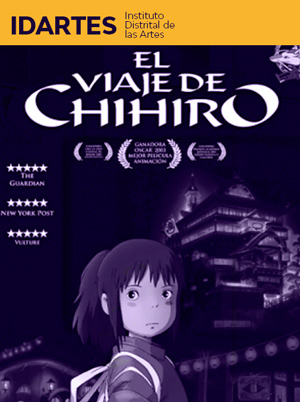 IDARTES
Instituto
Distrital de
las Artes
EL
VIAJE DE
CHIHIRO
GANADORA
OSCAR 2003
MEJOR PELÍCULA
ANIMACIÓN
★★★★★
THE
GUARDIAN
★★★★★
NEW YORK POST
★★★★★
VULTURE